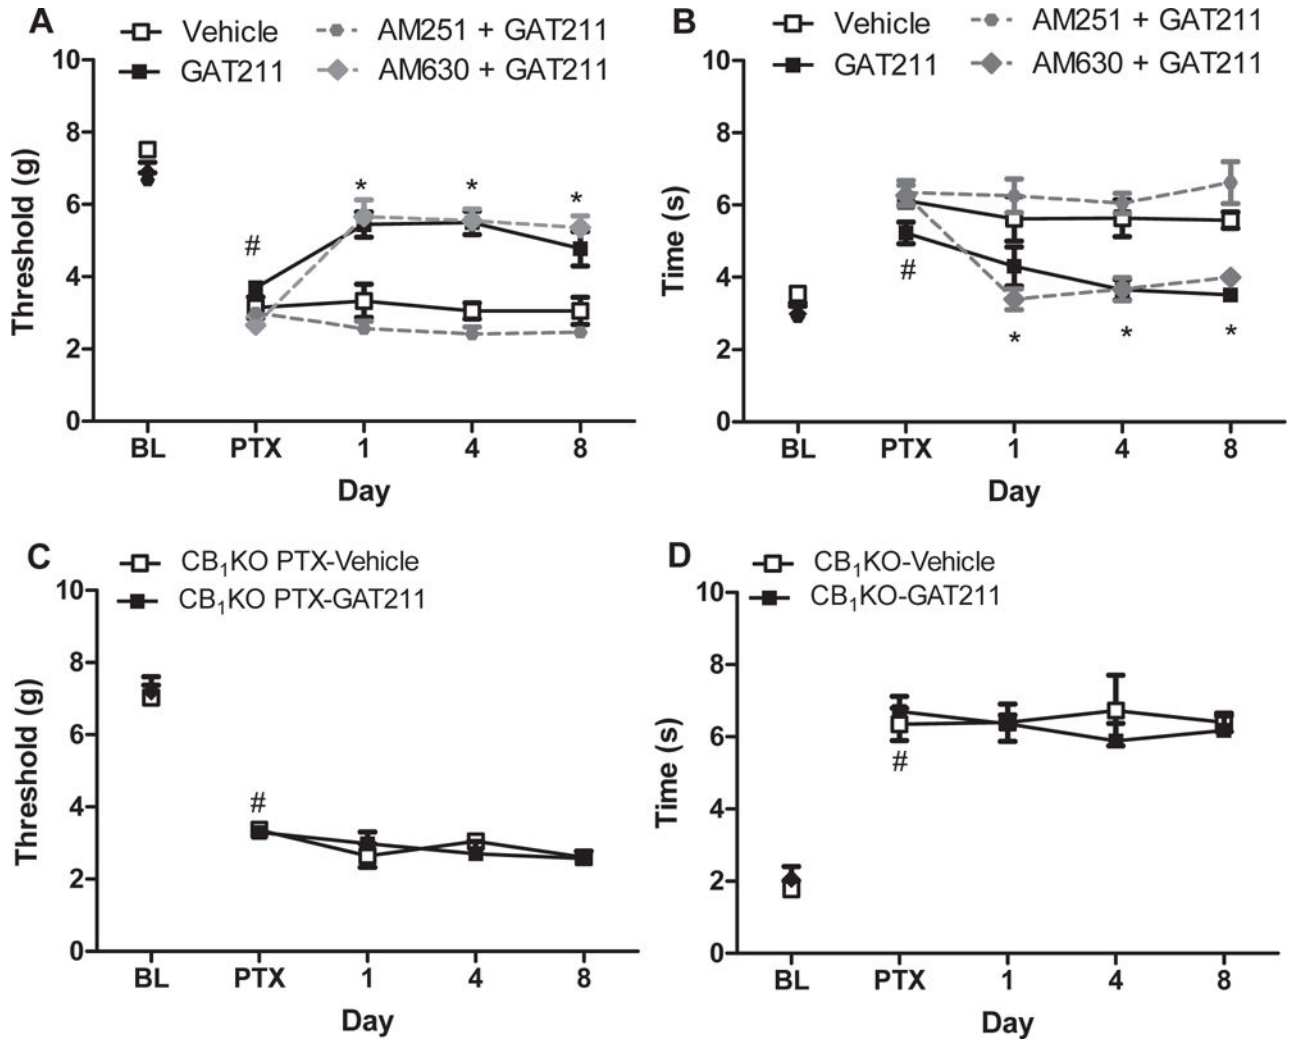 A
Vehicle
AM251 + GAT211
GAT211
AM630 + GAT211
10
8
6
4
2
0
Threshold (g)
*
*
*
#
BL
PTX
1
4
8
Day
B
Vehicle
AM251 + GAT211
GAT211
AM630 + GAT211
10
8
6
4
2
0
Time (s)
#
*
*
*
BL
PTX
1
4
8
Day
C
CB₁KO PTX-Vehicle
CB₁KO PTX-GAT211
10
8
6
4
2
0
Threshold (g)
#
BL
PTX
1
4
8
Day
D
CB₁KO-Vehicle
CB₁KO-GAT211
10
8
6
4
2
0
Time (s)
#
BL
PTX
1
4
8
Day